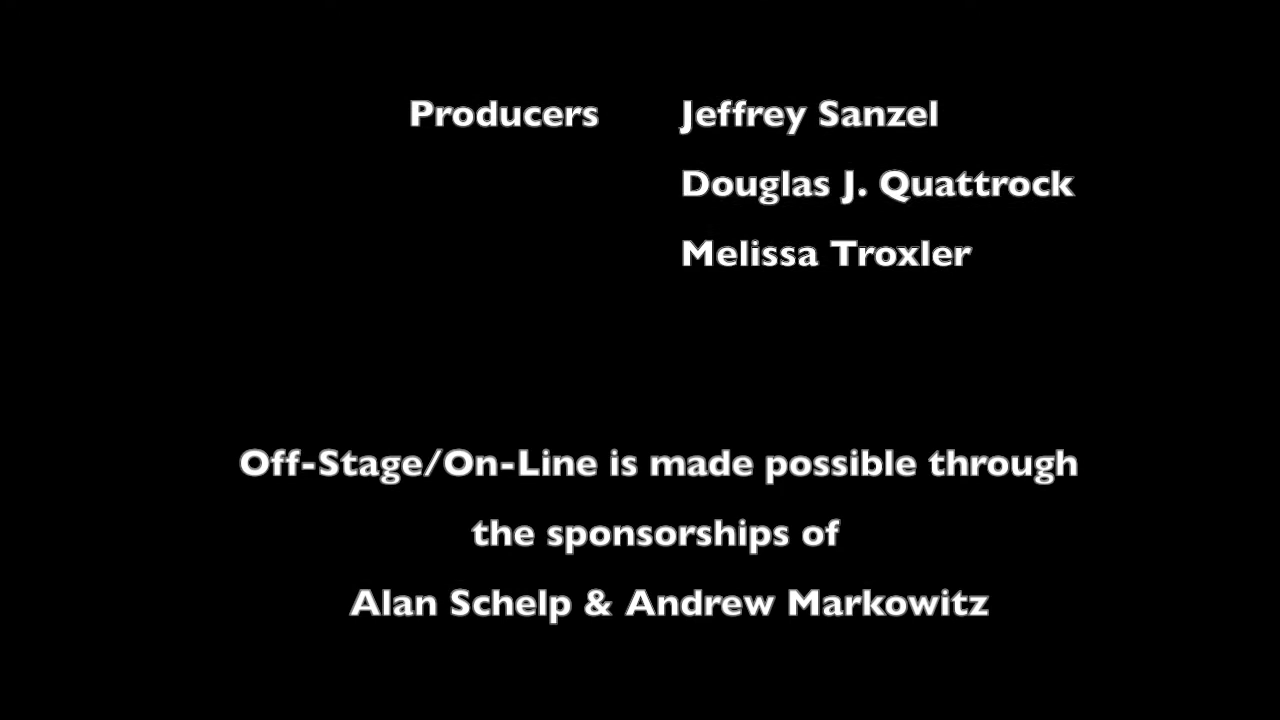 Producers Jeffrey Sanzel
Douglas J. Quattrock
Melissa Troxler
Off-Stage/On-Line is made possible through
the sponsorships of
Alan Schelp & Andrew Markowitz